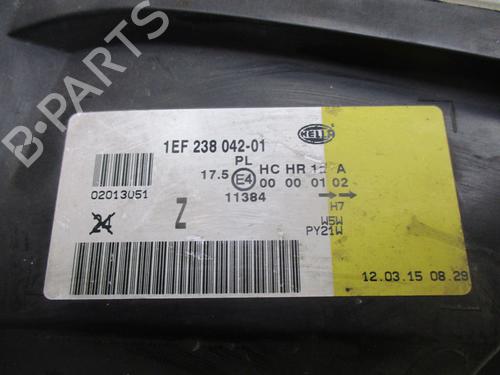 1EF 238 042-01
HELLA
PL
17.5 E4 HC HR 12 A
00 00 01 02
11384
02013051
24
Z
H7
W5W
PY21W
12.03.15 08.29
B-PARTS